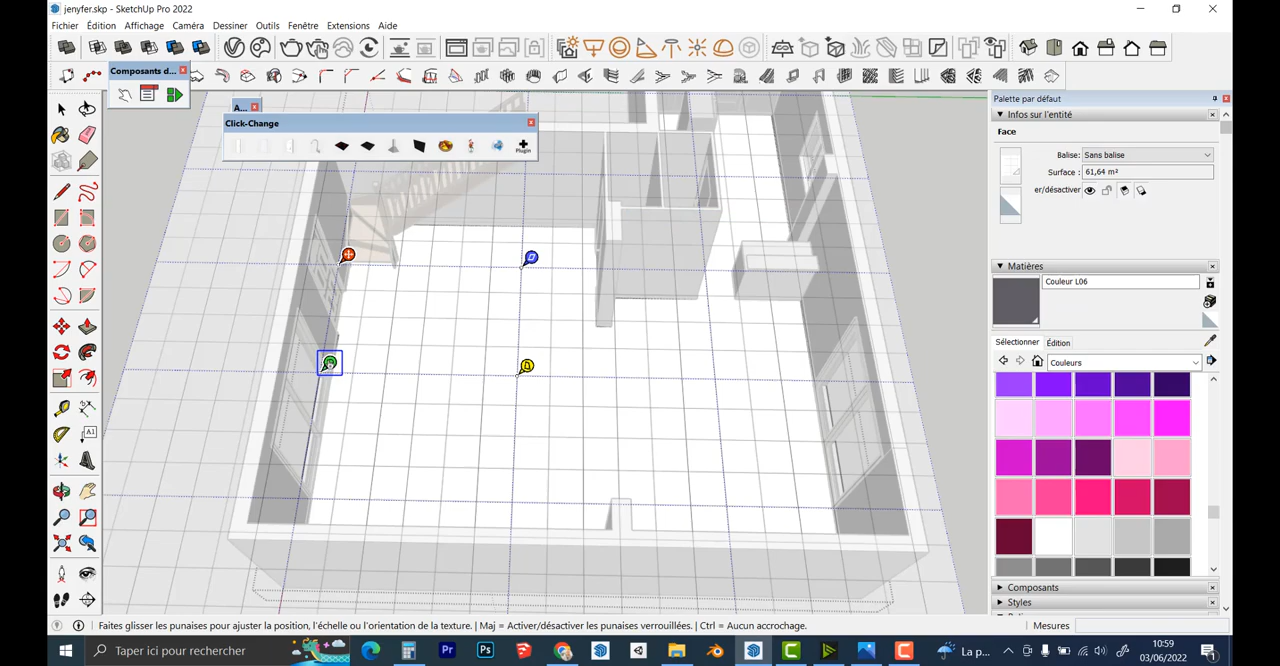 jenyfer.skp - SketchUp Pro 2022
Fichier Édition Affichage Caméra Dessiner Outils Fenêtre Extensions Aide
Composants d...
A...
Click-Change
Plugin
Palette par défaut
Infos sur l'entité
Face
Balise: Sans balise
Surface : 61,64 m²
er/désactiver
Matières
Couleur L06
Sélectionner Édition
Couleurs
Composants
Styles
Faites glisser les punaises pour ajuster la position, l'échelle ou l'orientation de la texture. | Maj = Activer/désactiver les punaises verrouillées. | Ctrl = Aucun accrochage.
Mesures
Taper ici pour rechercher
Pr
Ps
La p...
10:59
03/06/2022
1